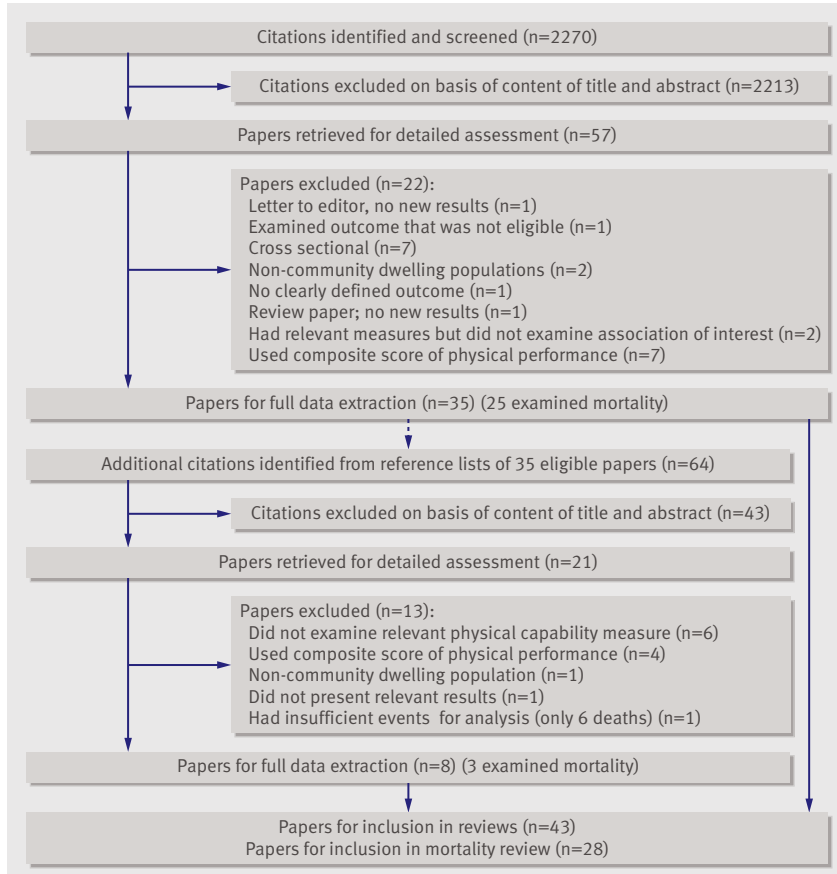 Citations identified and screened (n=2270)
Citations excluded on basis of content of title and abstract (n=2213)
Papers retrieved for detailed assessment (n=57)
Papers excluded (n=22):
Letter to editor, no new results (n=1)
Examined outcome that was not eligible (n=1)
Cross sectional (n=7)
Non-community dwelling populations (n=2)
No clearly defined outcome (n=1)
Review paper; no new results (n=1)
Had relevant measures but did not examine association of interest (n=2)
Used composite score of physical performance (n=7)
Papers for full data extraction (n=35) (25 examined mortality)
Additional citations identified from reference lists of 35 eligible papers (n=64)
Citations excluded on basis of content of title and abstract (n=43)
Papers retrieved for detailed assessment (n=21)
Papers excluded (n=13):
Did not examine relevant physical capability measure (n=6)
Used composite score of physical performance (n=4)
Non-community dwelling population (n=1)
Did not present relevant results (n=1)
Had insufficient events for analysis (only 6 deaths) (n=1)
Papers for full data extraction (n=8) (3 examined mortality)
Papers for inclusion in reviews (n=43)
Papers for inclusion in mortality review (n=28)